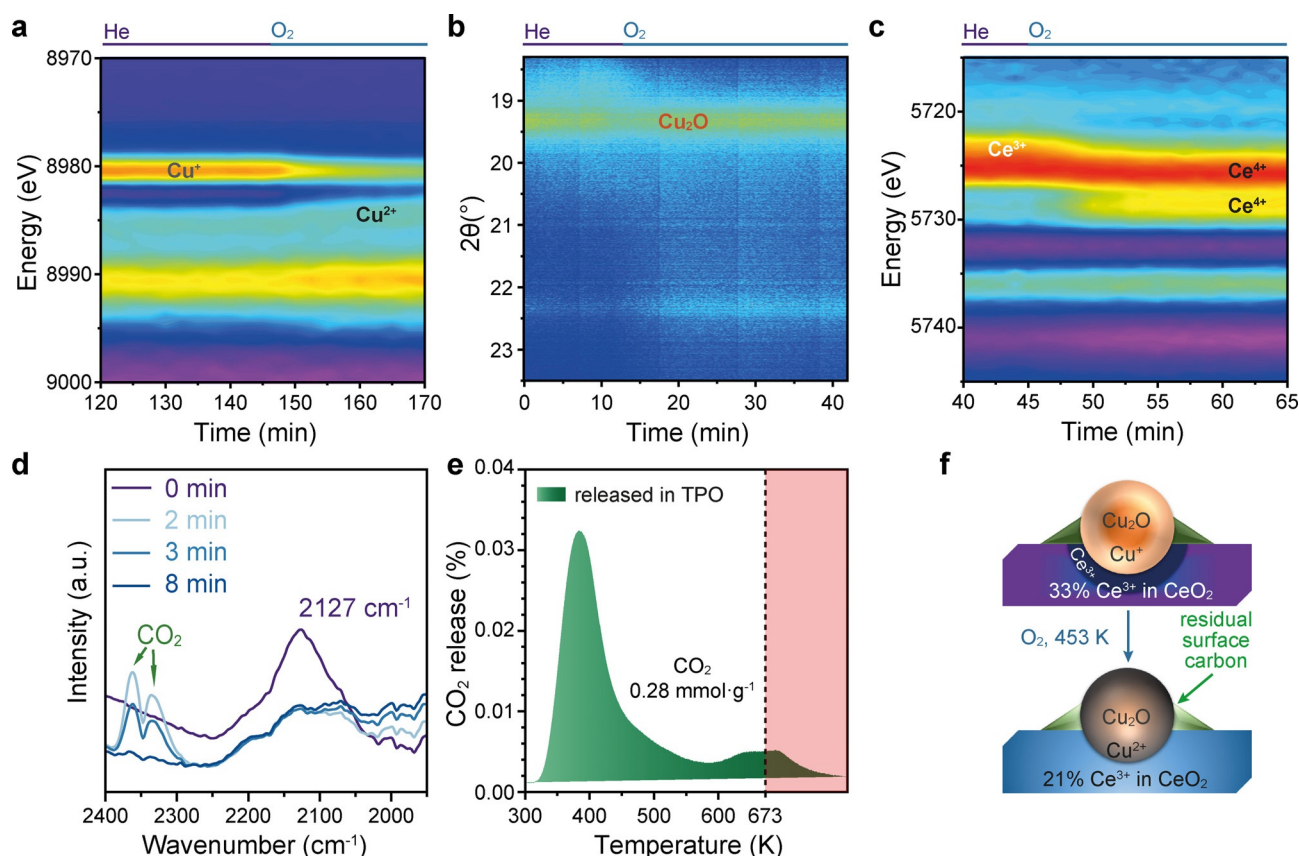 a
He
O₂
8970
8980
8990
9000
Energy (eV)
Cu⁺
Cu²⁺
120
130
140
150
160
170
Time (min)
b
He
O₂
19
20
21
22
23
2θ(°)
Cu₂O
0
10
20
30
40
Time (min)
c
He
O₂
5720
5730
5740
Energy (eV)
Ce³⁺
Ce⁴⁺
Ce⁴⁺
40
45
50
55
60
65
Time (min)
d
0 min
2 min
3 min
8 min
2127 cm⁻¹
CO₂
Intensity (a.u.)
2400
2300
2200
2100
2000
Wavenumber (cm⁻¹)
e
0.04
0.03
0.02
0.01
0.00
CO₂ release (%)
released in TPO
CO₂
0.28 mmol·g⁻¹
300
400
500
600
673
Temperature (K)
f
Cu₂O
Cu⁺
Ce³⁺
33% Ce³⁺ in CeO₂
O₂, 453 K
residual
surface
carbon
Cu₂O
Cu²⁺
21% Ce³⁺ in CeO₂